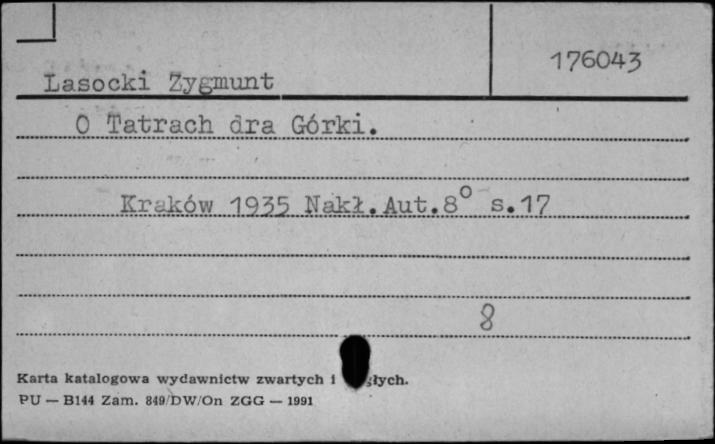 176043
Lasocki Zygmunt
O Tatrach dra Górki.
Kraków 1935 Nakł.Aut.8° s.17
8
Karta katalogowa wydawnictw zwartych i
PU — B144 Zam. 849/DW/On ZGG — 1991